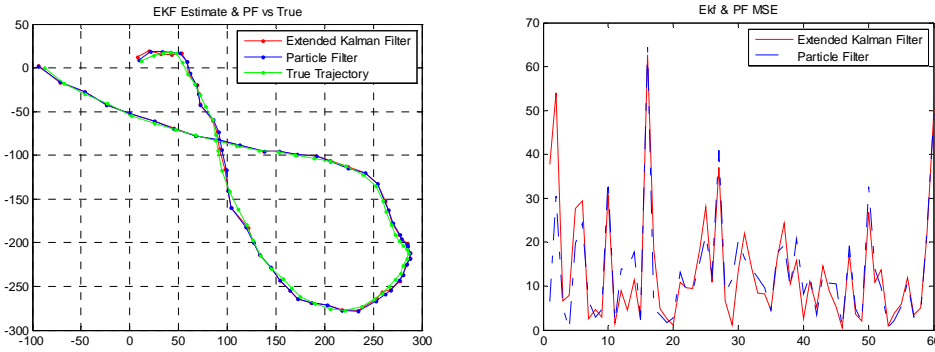 EKF Estimate & PF vs True
50
0
-50
-100
-150
-200
-250
-300
-100 -50 0 50 100 150 200 250 300
Extended Kalman Filter
Particle Filter
True Trajectory
Ekf & PF MSE
70
60
50
40
30
20
10
0
0 10 20 30 40 50 60
Extended Kalman Filter
Particle Filter